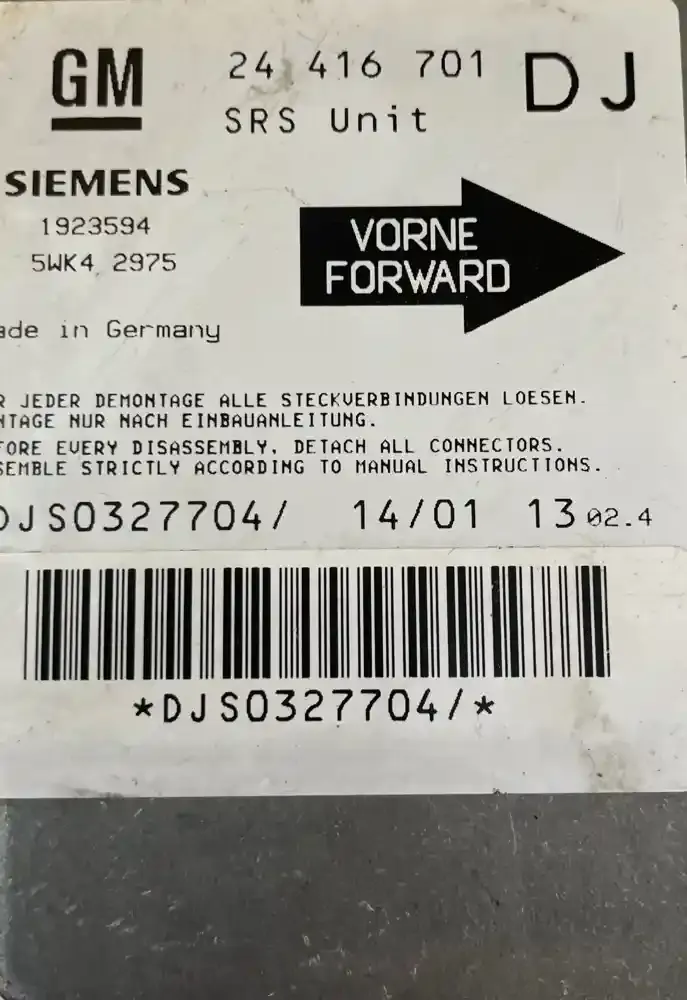 GM
24 416 701 DJ
SRS Unit
SIEMENS
1923594
5WK4 2975
VORNE
FORWARD
ade in Germany
R JEDER DEMONTAGE ALLE STECKVERBINDUNGEN LOESEN.
NTAGE NUR NACH EINBAUANLEITUNG.
FORE EVERY DISASSEMBLY, DETACH ALL CONNECTORS.
SEMBLE STRICTLY ACCORDING TO MANUAL INSTRUCTIONS.
DJS0327704/ 14/01 13 02.4
*DJS0327704/*